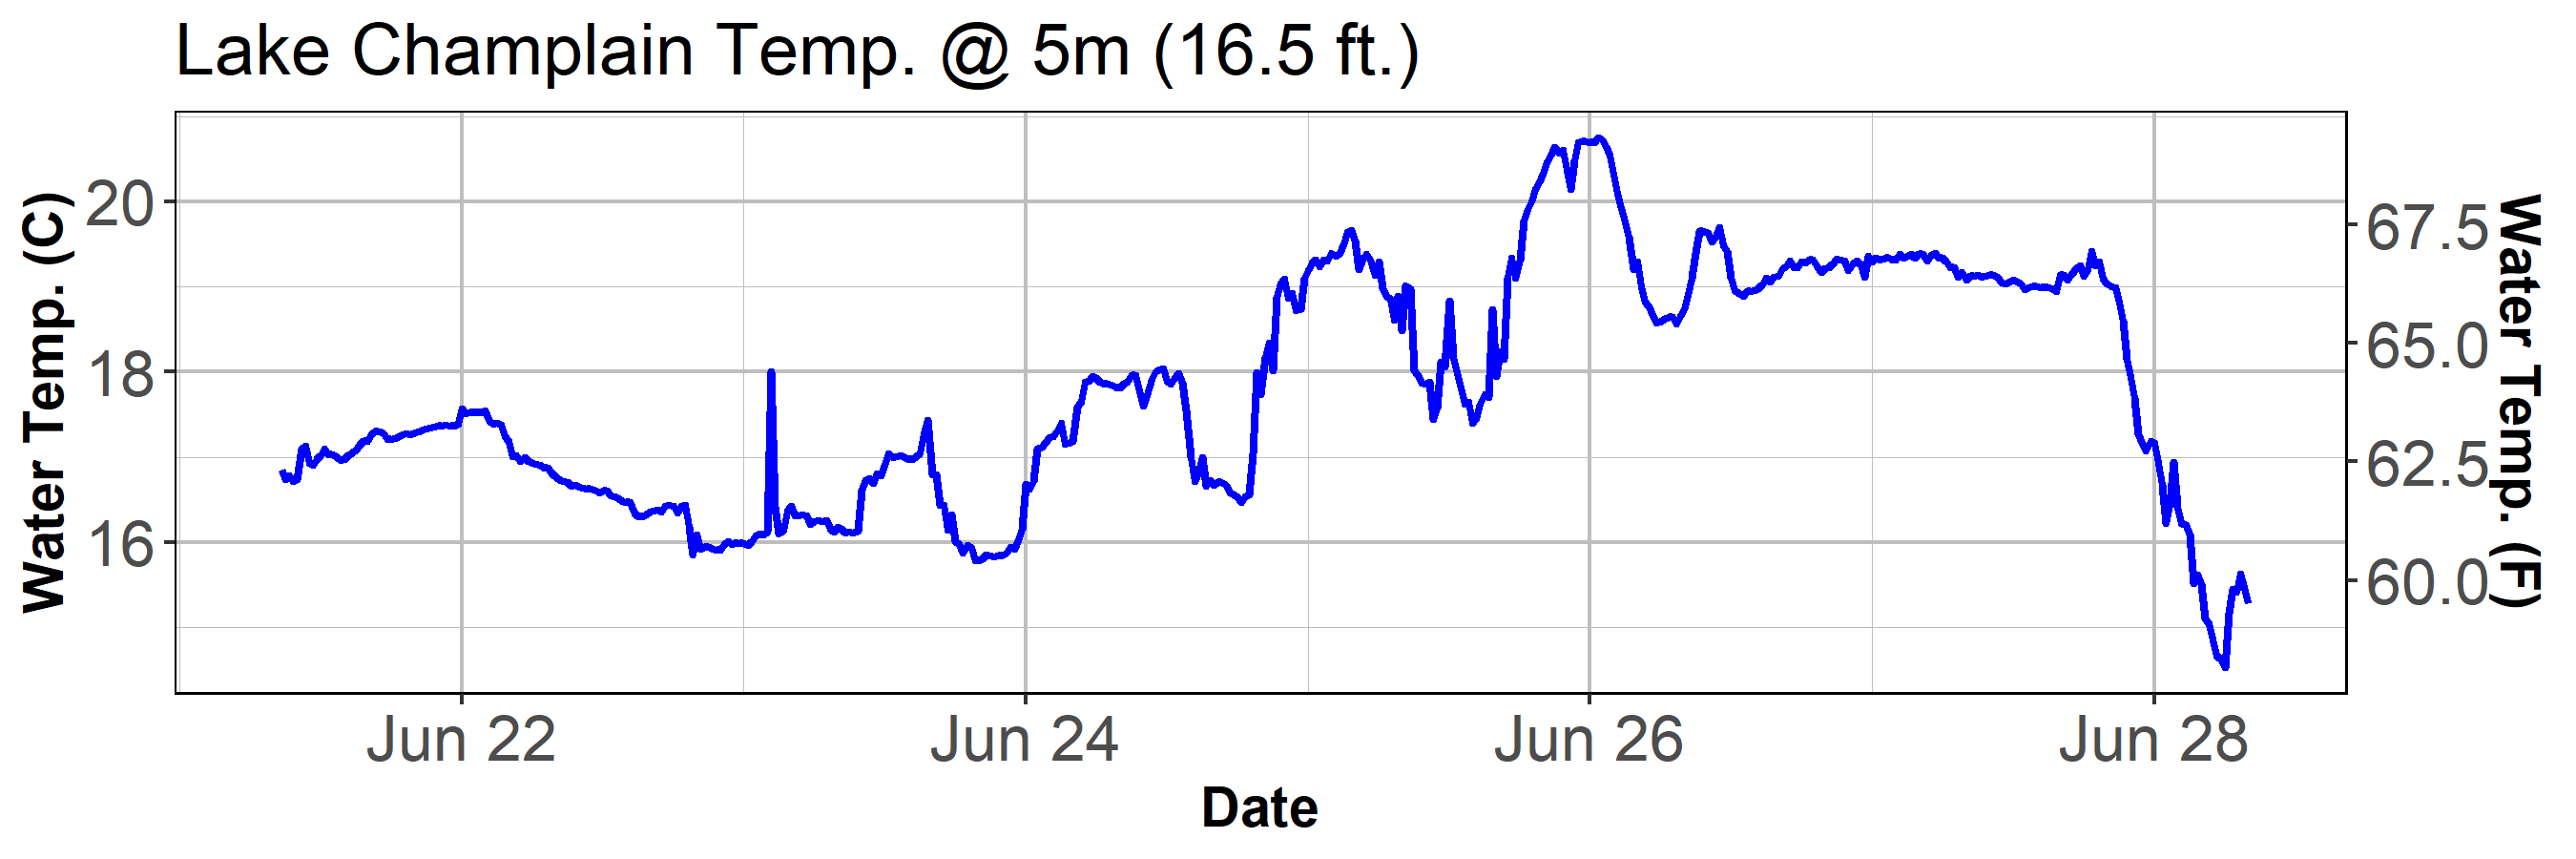 Lake Champlain Temp. @ 5m (16.5 ft.)
Water Temp. (C)
20
18
16
67.5
65.0
62.5
60.0
Water Temp. (F)
Jun 22
Jun 24
Jun 26
Jun 28
Date